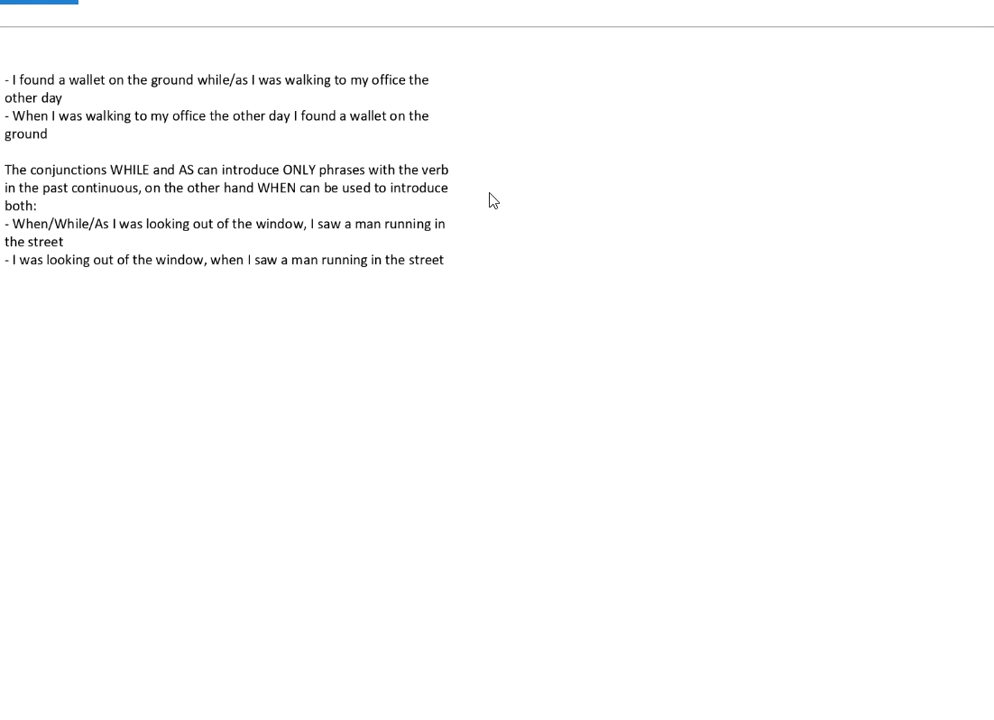 - I found a wallet on the ground while/as I was walking to my office the
other day
- When I was walking to my office the other day I found a wallet on the
ground
The conjunctions WHILE and AS can introduce ONLY phrases with the verb
in the past continuous, on the other hand WHEN can be used to introduce
both:
- When/While/As I was looking out of the window, I saw a man running in
the street
- I was looking out of the window, when I saw a man running in the street